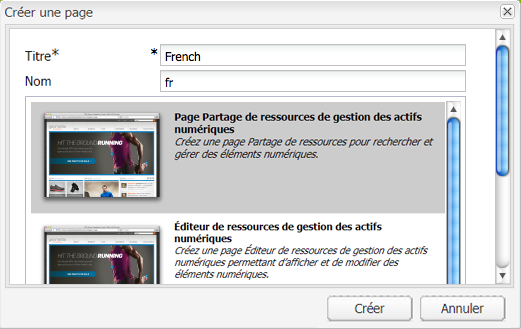 Créer une page
Titre* * French
Nom fr
HIT THE GROUND RUNNING
Page Partage de ressources de gestion des actifs
numériques
Créez une page Partage de ressources pour rechercher et
gérer des éléments numériques.
HIT THE GROUND RUNNING
Éditeur de ressources de gestion des actifs
numériques
Créez une page Éditeur de ressources de gestion des actifs
numériques permettant d'afficher et de modifier des
éléments numériques.
Créer Annuler